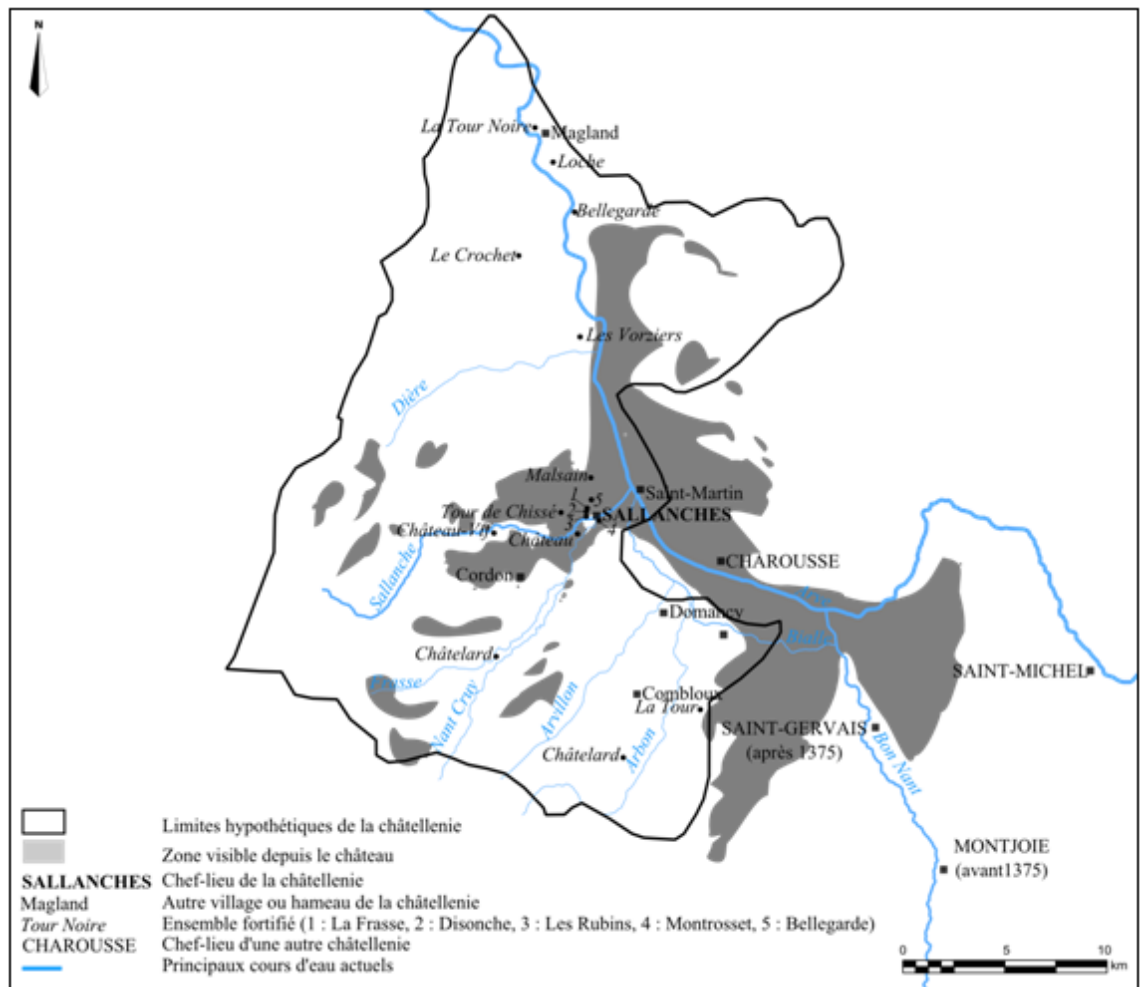 N
La Tour Noire
Magland
Loche
Bellegarde
Le Crochet
Les Vorziers
Dière
Malsain
1
5
2
Saint-Martin
Tour de Chissé
SALLANCHES
3
4
Château-Vif
Château
CHAROUSSE
Sallanche
Cordon
Arve
Domancy
Bialle
Châtelard
SAINT-MICHEL
Frasse
Combloux
La Tour
Nant Cruy
Arvillon
Arbon
SAINT-GERVAIS
(après 1375)
Bon Nant
Châtelard
MONTJOIE
(avant1375)
Limites hypothétiques de la châtellenie
Zone visible depuis le château
SALLANCHES Chef-lieu de la châtellenie
Magland Autre village ou hameau de la châtellenie
Tour Noire Ensemble fortifié (1 : La Frasse, 2 : Disonche, 3 : Les Rubins, 4 : Montrosset, 5 : Bellegarde)
CHAROUSSE Chef-lieu d'une autre châtellenie
Principaux cours d'eau actuels
0 5 10
km